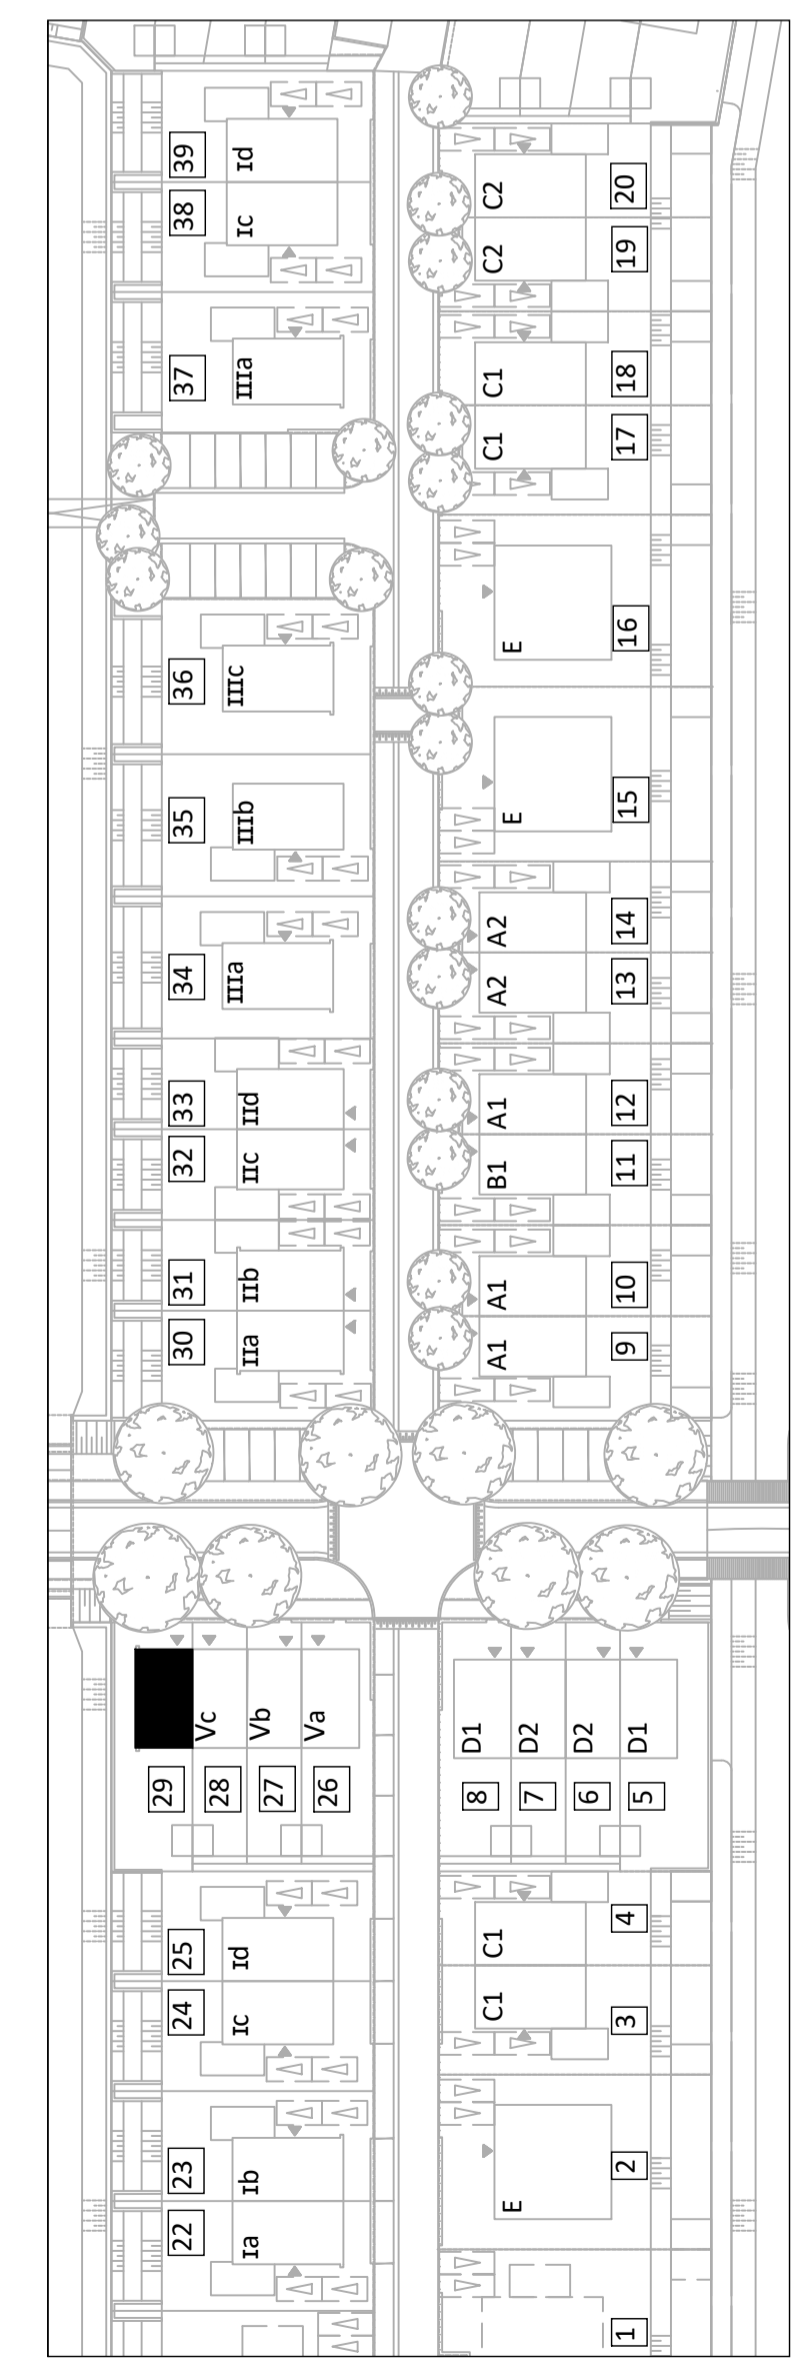 22 23 24 25 29 30 31 32 33 34 35 36 37 38 39
28 Vc
Ia Ib Ic Id 27 Vb IIa IIb IIc IId IIIa IIIb IIIc IIIa Ic Id
26 Va
8 D1 
C1 C1 A1 A1 B1 A1 A2 A2 C1 C1 C2 C2
E 7 D2 E E
6 D2
1 2 3 4 5 D1 9 10 11 12 13 14 15 16 17 18 19 20